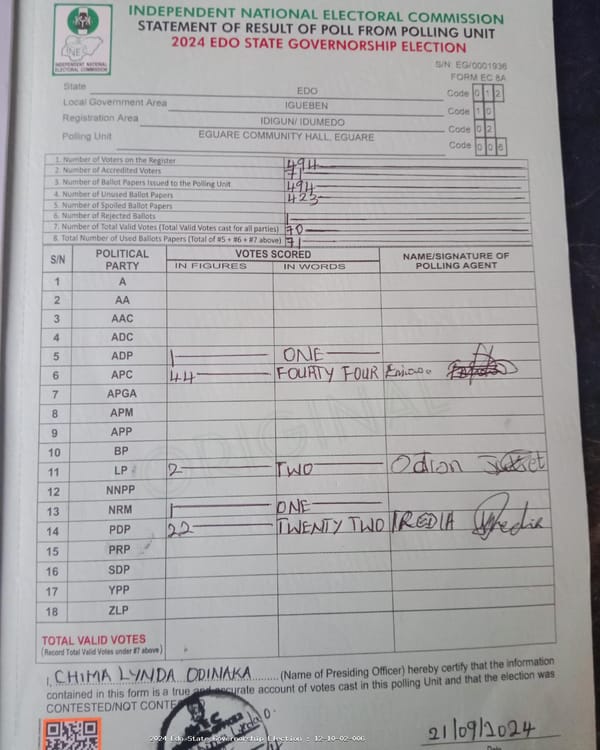 INDEPENDENT NATIONAL ELECTORAL COMMISSION
STATEMENT OF RESULT OF POLL FROM POLLING UNIT
2024 EDO STATE GOVERNORSHIP ELECTION
INEC
INDEPENDENT NATIONAL
ELECTORAL COMMISSION
S/N: EG/0001936
FORM EC 8A
State EDO Code 0 1 2
Local Government Area IGUEBEN Code 1 0
Registration Area IDIGUN/ IDUMEDO Code 0 2
Polling Unit EGUARE COMMUNITY HALL, EGUARE Code 0 0 6
1. Number of Voters on the Register 494
2. Number of Accredited Voters 71
3. Number of Ballot Papers Issued to the Polling Unit 494
4. Number of Unused Ballot Papers 423
5. Number of Spoiled Ballot Papers
6. Number of Rejected Ballots 1
7. Number of Total Valid Votes (Total Valid Votes cast for all parties) 70
8. Total Number of Used Ballots Papers (Total of #5 + #6 + #7 above) 71
S/N POLITICAL PARTY VOTES SCORED NAME/SIGNATURE OF POLLING AGENT
IN FIGURES IN WORDS
1 A
2 AA
3 AAC
4 ADC
5 ADP 1 ONE
6 APC 44 FOURTY FOUR
7 APGA
8 APM
9 APP
10 BP
11 LP 2 TWO Odion
12 NNPP
13 NRM 1 ONE
14 PDP 22 TWENTY TWO IREDIA Iredia
15 PRP
16 SDP
17 YPP
18 ZLP
ORIGINAL
TOTAL VALID VOTES
(Record Total Valid Votes under #7 above)
I, CHIMA LYNDA ODINAKA (Name of Presiding Officer) hereby certify that the information
contained in this form is a true and accurate account of votes cast in this polling Unit and that the election was
CONTESTED/NOT CONTE
21/09/2024
2024 Edo State Governorship Election : 12-10-02-006
Date